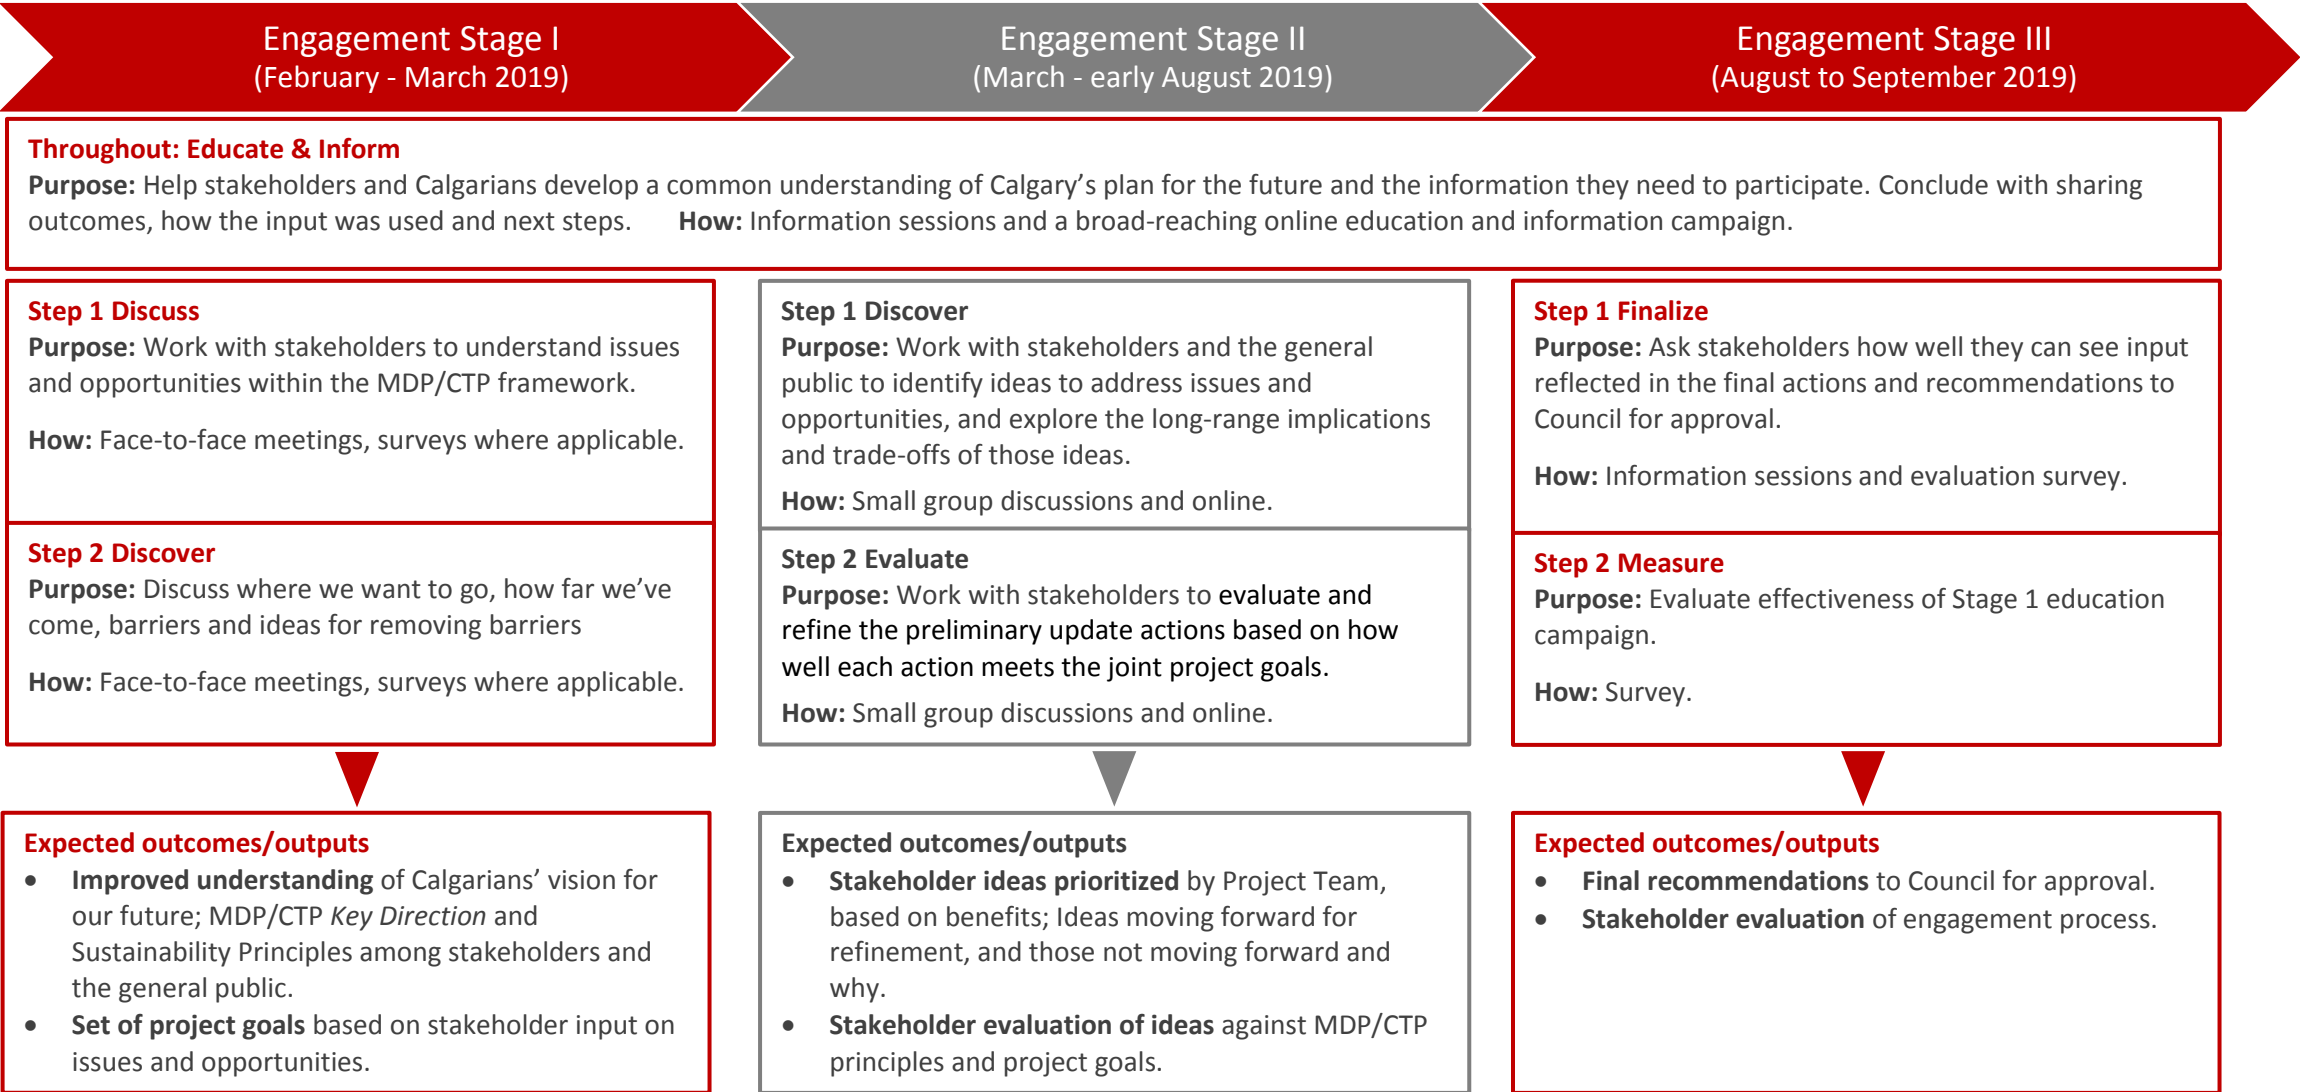 Engagement Stage I
(February - March 2019)
Engagement Stage II
(March - early August 2019)
Engagement Stage III
(August to September 2019)
Throughout: Educate & Inform
Purpose: Help stakeholders and Calgarians develop a common understanding of Calgary’s plan for the future and the information they need to participate. Conclude with sharing
outcomes, how the input was used and next steps. How: Information sessions and a broad-reaching online education and information campaign.
Step 1 Discuss
Purpose: Work with stakeholders to understand issues
and opportunities within the MDP/CTP framework.
How: Face-to-face meetings, surveys where applicable.
Step 2 Discover
Purpose: Discuss where we want to go, how far we’ve
come, barriers and ideas for removing barriers
How: Face-to-face meetings, surveys where applicable.
Expected outcomes/outputs
• Improved understanding of Calgarians’ vision for
our future; MDP/CTP Key Direction and
Sustainability Principles among stakeholders and
the general public.
• Set of project goals based on stakeholder input on
issues and opportunities.
Step 1 Discover
Purpose: Work with stakeholders and the general
public to identify ideas to address issues and
opportunities, and explore the long-range implications
and trade-offs of those ideas.
How: Small group discussions and online.
Step 2 Evaluate
Purpose: Work with stakeholders to evaluate and
refine the preliminary update actions based on how
well each action meets the joint project goals.
How: Small group discussions and online.
Expected outcomes/outputs
• Stakeholder ideas prioritized by Project Team,
based on benefits; Ideas moving forward for
refinement, and those not moving forward and
why.
• Stakeholder evaluation of ideas against MDP/CTP
principles and project goals.
Step 1 Finalize
Purpose: Ask stakeholders how well they can see input
reflected in the final actions and recommendations to
Council for approval.
How: Information sessions and evaluation survey.
Step 2 Measure
Purpose: Evaluate effectiveness of Stage 1 education
campaign.
How: Survey.
Expected outcomes/outputs
• Final recommendations to Council for approval.
• Stakeholder evaluation of engagement process.